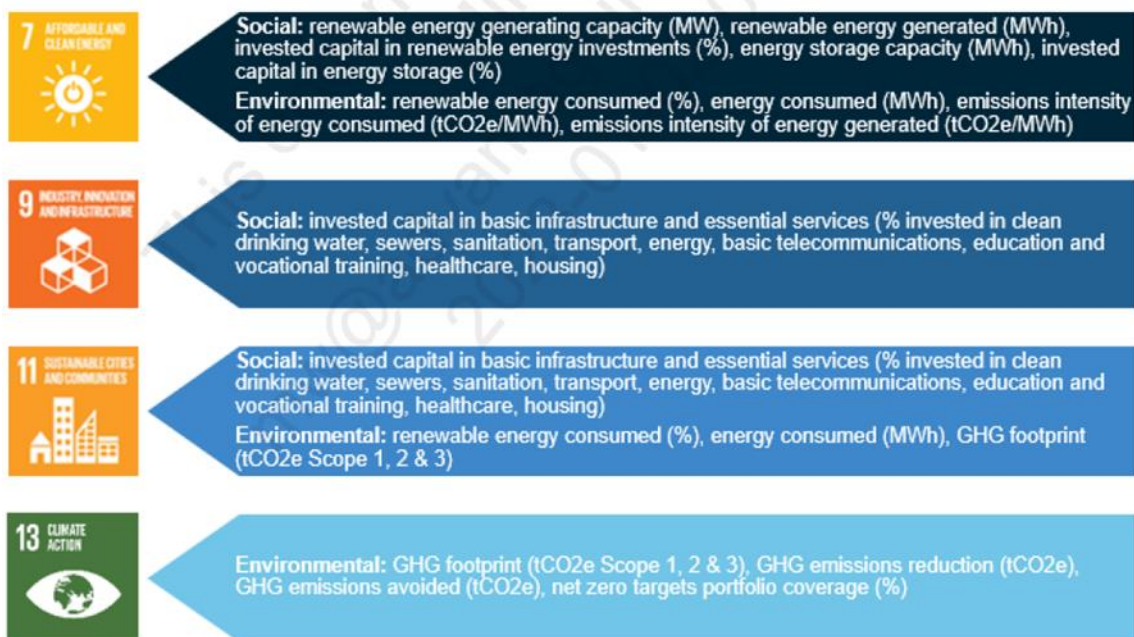 7 AFFORDABLE AND
CLEAN ENERGY
Social: renewable energy generating capacity (MW), renewable energy generated (MWh),
invested capital in renewable energy investments (%), energy storage capacity (MWh), invested
capital in energy storage (%)
Environmental: renewable energy consumed (%), energy consumed (MWh), emissions intensity
of energy consumed (tCO2e/MWh), emissions intensity of energy generated (tCO2e/MWh)
9 INDUSTRY, INNOVATION
AND INFRASTRUCTURE
Social: invested capital in basic infrastructure and essential services (% invested in clean
drinking water, sewers, sanitation, transport, energy, basic telecommunications, education and
vocational training, healthcare, housing)
11 SUSTAINABLE CITIES
AND COMMUNITIES
Social: invested capital in basic infrastructure and essential services (% invested in clean
drinking water, sewers, sanitation, transport, energy, basic telecommunications, education and
vocational training, healthcare, housing)
Environmental: renewable energy consumed (%), energy consumed (MWh), GHG footprint
(tCO2e Scope 1, 2 & 3)
13 CLIMATE
ACTION
Environmental: GHG footprint (tCO2e Scope 1, 2 & 3), GHG emissions reduction (tCO2e),
GHG emissions avoided (tCO2e), net zero targets portfolio coverage (%)